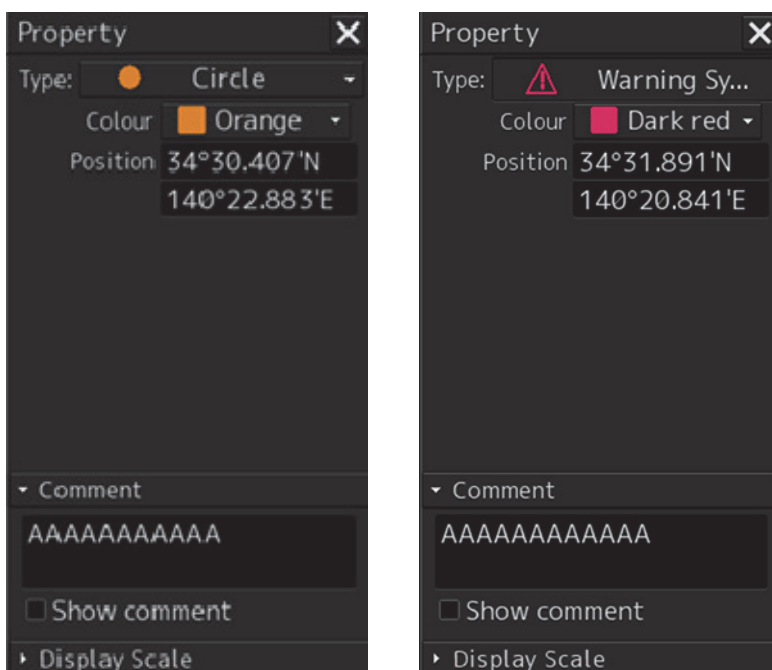 Property
Type: Circle
Colour Orange
Position 34°30.407'N
140°22.883'E
Comment
AAAAAAAAAAA
Show comment
Display Scale
Property
Type: Warning Sy...
Colour Dark red
Position 34°31.891'N
140°20.841'E
Comment
AAAAAAAAAAAA
Show comment
Display Scale